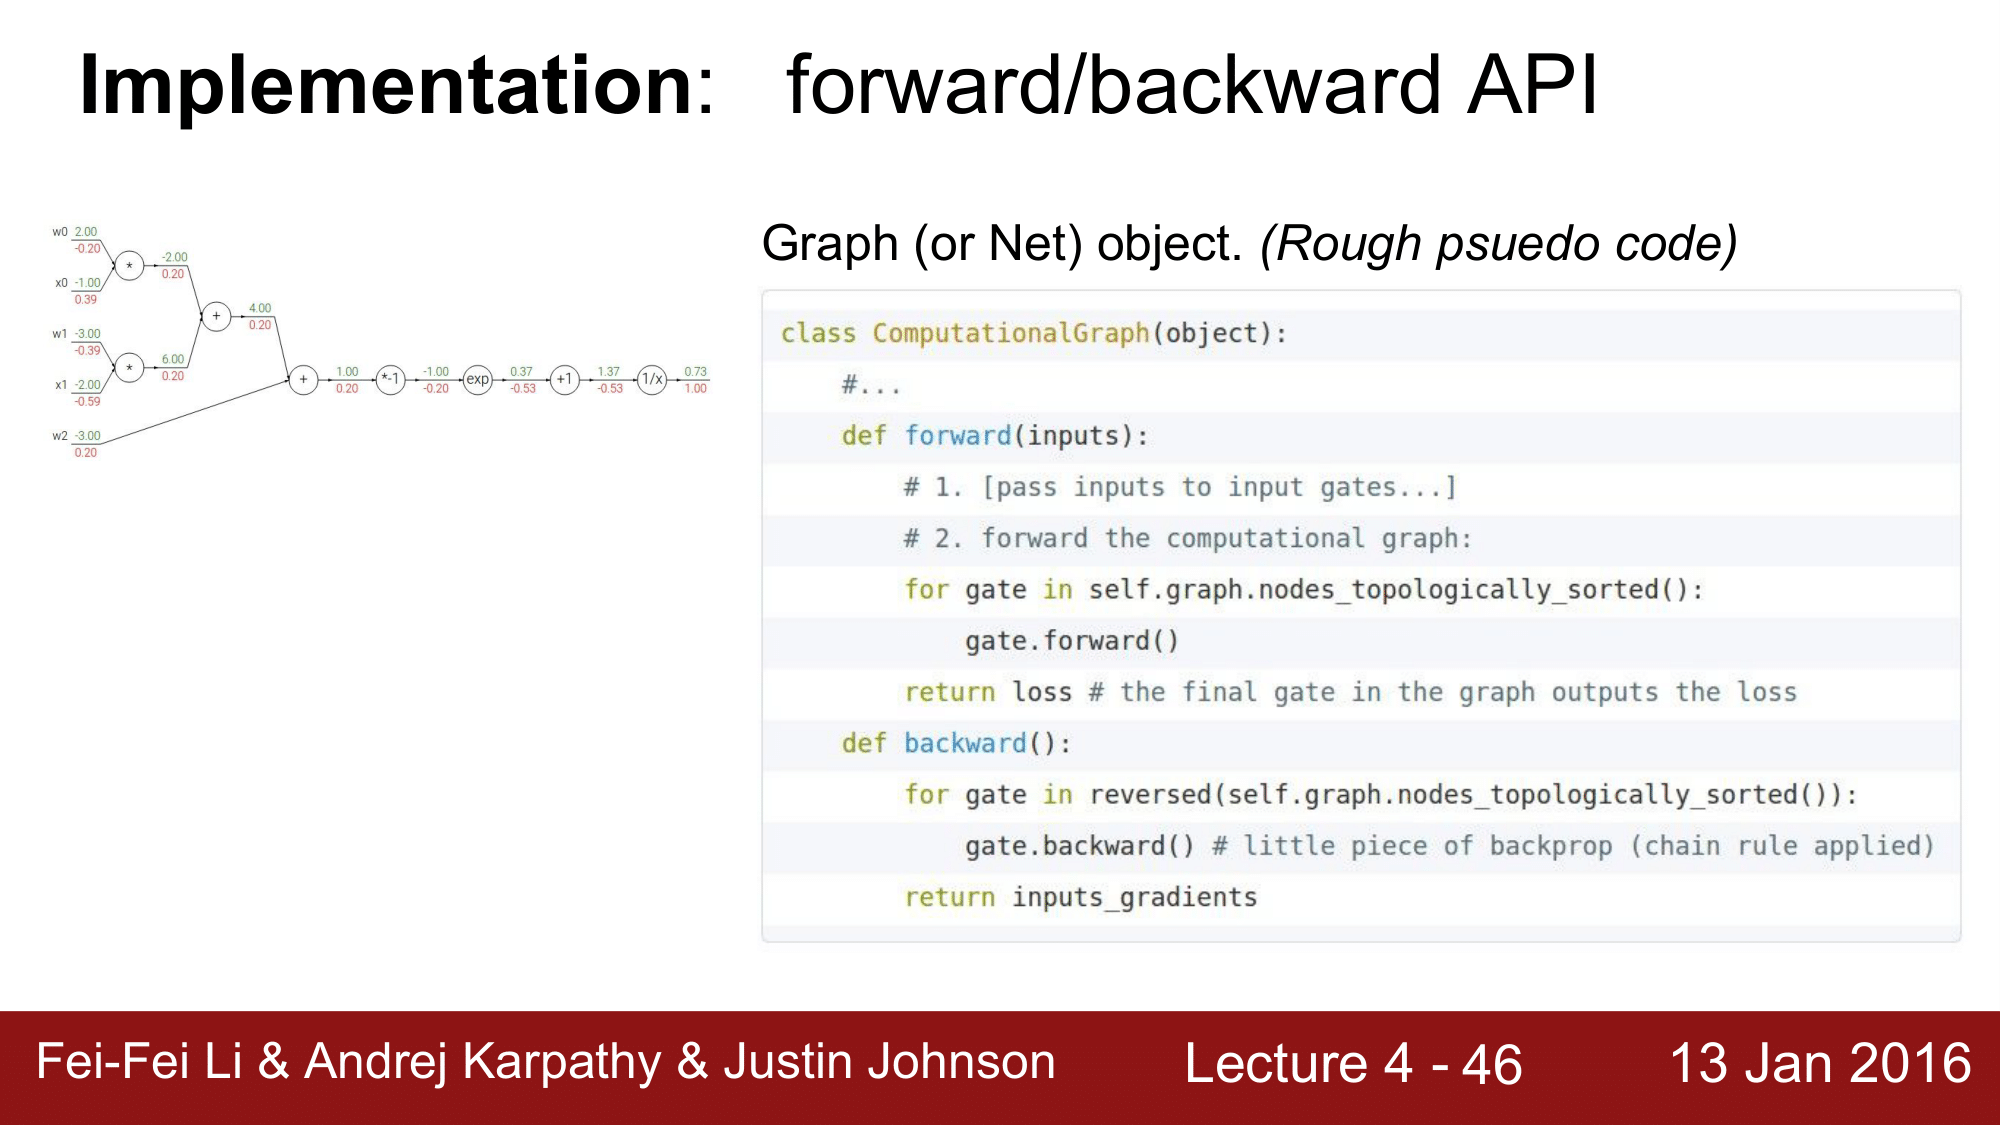 Implementation: forward/backward API
Graph (or Net) object. (Rough psuedo code)
w0 2.00
-0.20
x0 -1.00
0.39
w1 -3.00
-0.39
x1 -2.00
-0.59
w2 -3.00
0.20
*
-2.00
0.20
*
6.00
0.20
+
4.00
0.20
+
1.00
0.20
*-1
-1.00
-0.20
exp
0.37
-0.53
+1
1.37
-0.53
1/x
0.73
1.00
class ComputationalGraph(object):
#...
def forward(inputs):
# 1. [pass inputs to input gates...]
# 2. forward the computational graph:
for gate in self.graph.nodes_topologically_sorted():
gate.forward()
return loss # the final gate in the graph outputs the loss
def backward():
for gate in reversed(self.graph.nodes_topologically_sorted()):
gate.backward() # little piece of backprop (chain rule applied)
return inputs_gradients
Fei-Fei Li & Andrej Karpathy & Justin Johnson
Lecture 4 - 46
13 Jan 2016